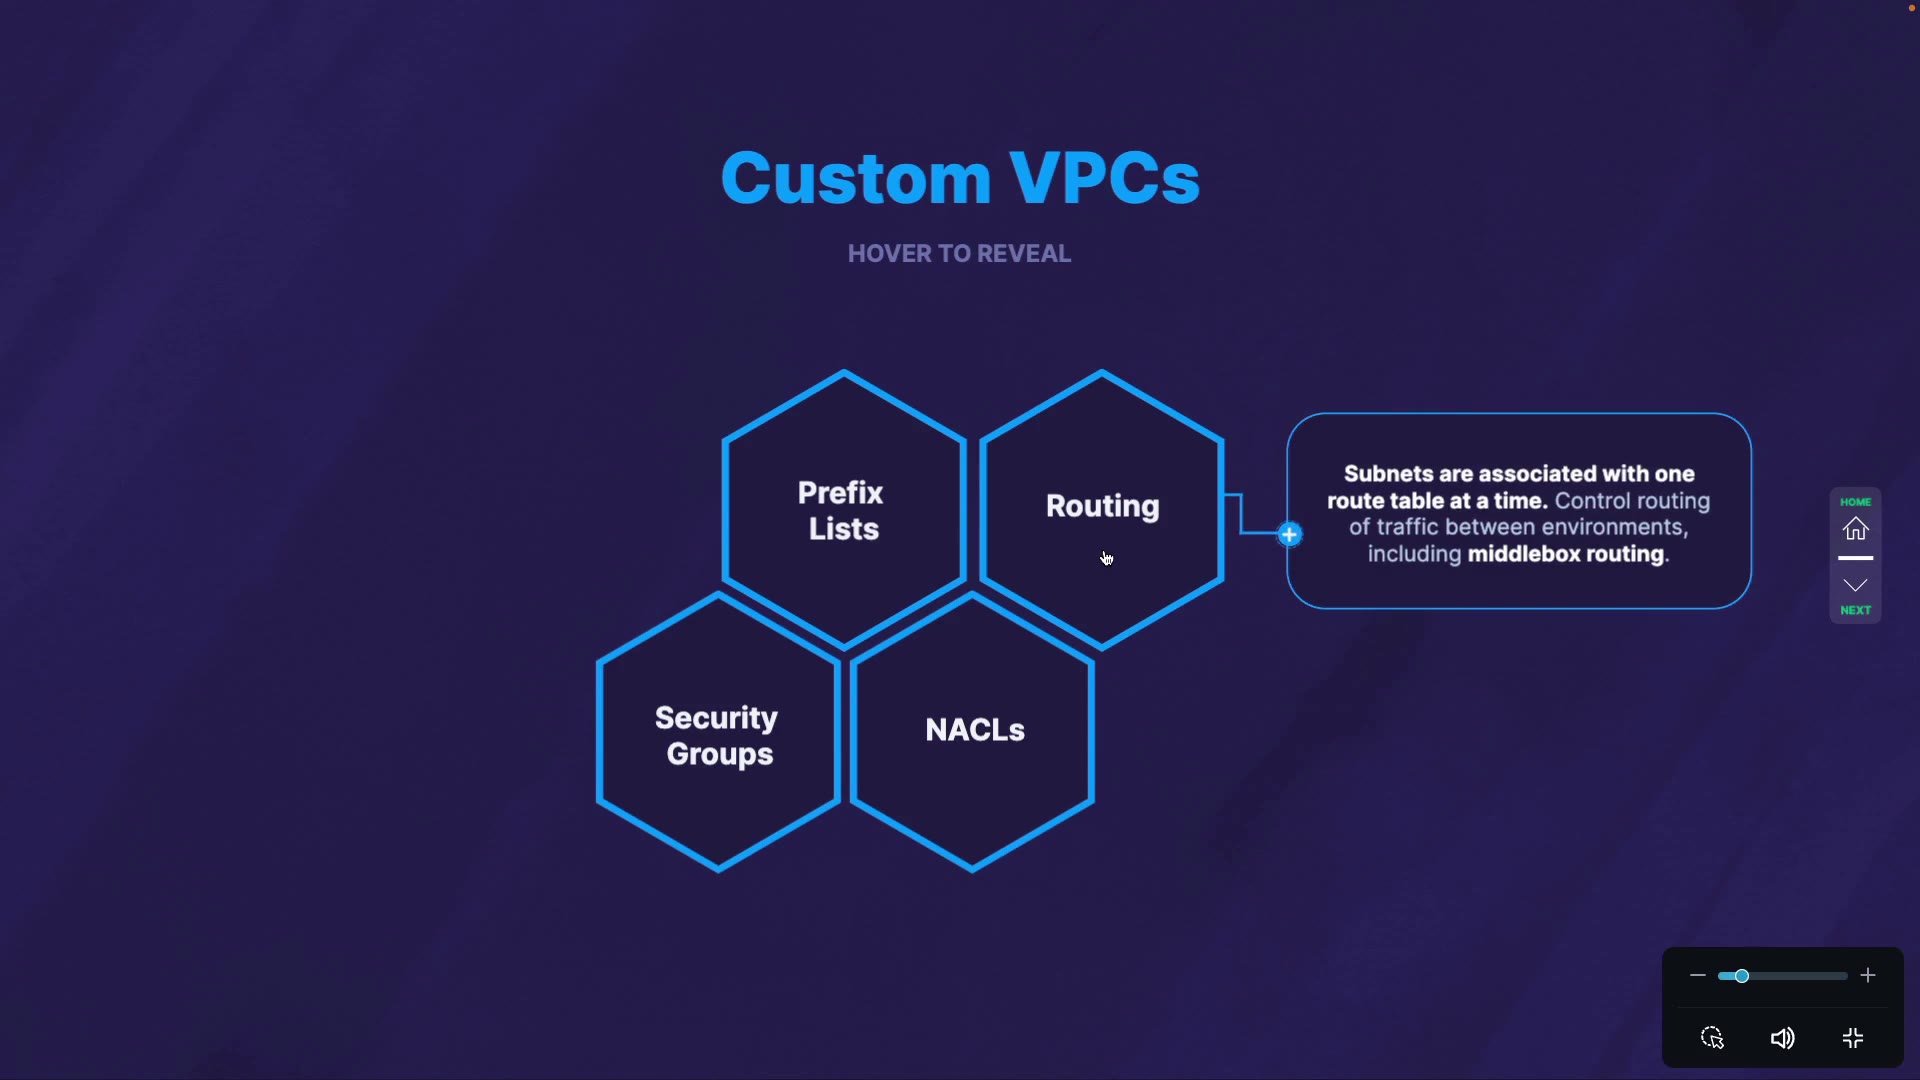 Custom VPCs
HOVER TO REVEAL
Prefix
Lists
Routing
Subnets are associated with one
route table at a time. Control routing
of traffic between environments,
including middlebox routing.
Security
Groups
NACLs
HOME
NEXT